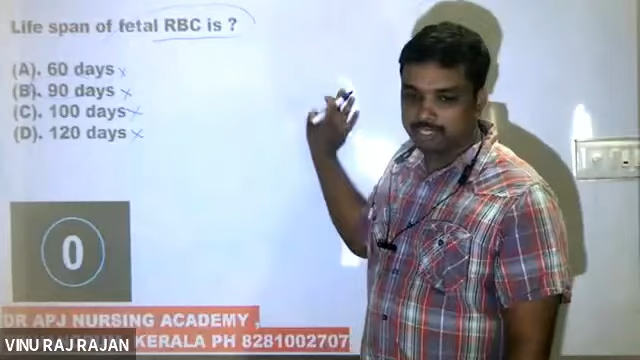 Life span of fetal RBC is ?
(A). 60 days x
(B). 90 days x
(C). 100 days x
(D). 120 days x
0
DR APJ NURSING ACADEMY ,
KERALA PH 8281002707
VINU RAJ RAJAN